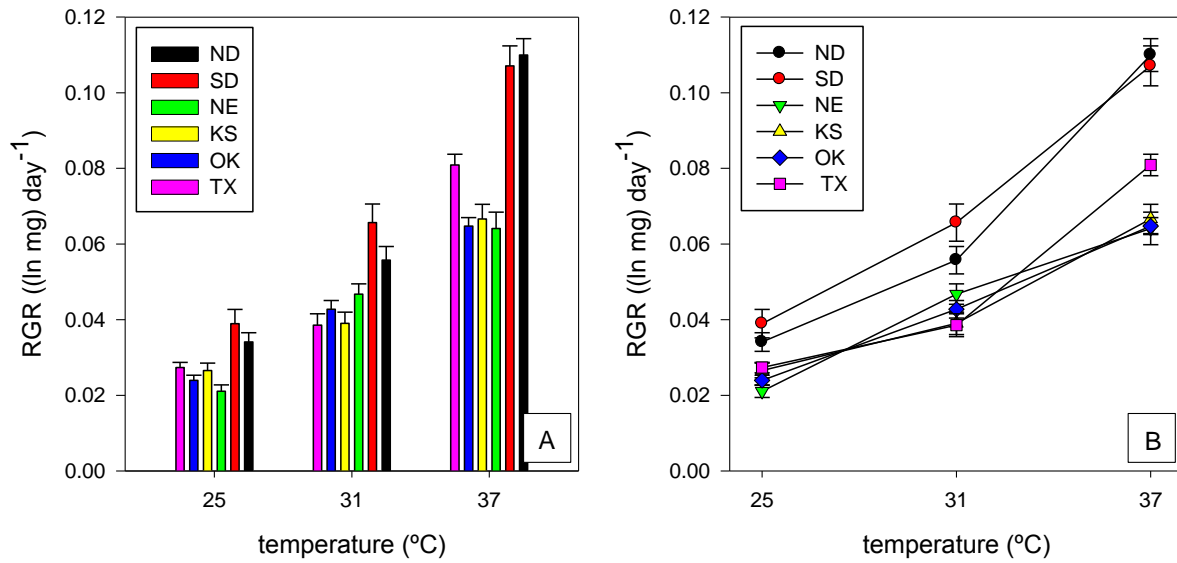 0.12
0.10
0.08
0.06
0.04
0.02
0.00
RGR ((ln mg) day-1)
ND
SD
NE
KS
OK
TX
A
25 31 37
temperature (ºC)
0.12
0.10
0.08
0.06
0.04
0.02
0.00
RGR ((ln mg) day-1)
ND
SD
NE
KS
OK
TX
B
25 31 37
temperature (ºC)